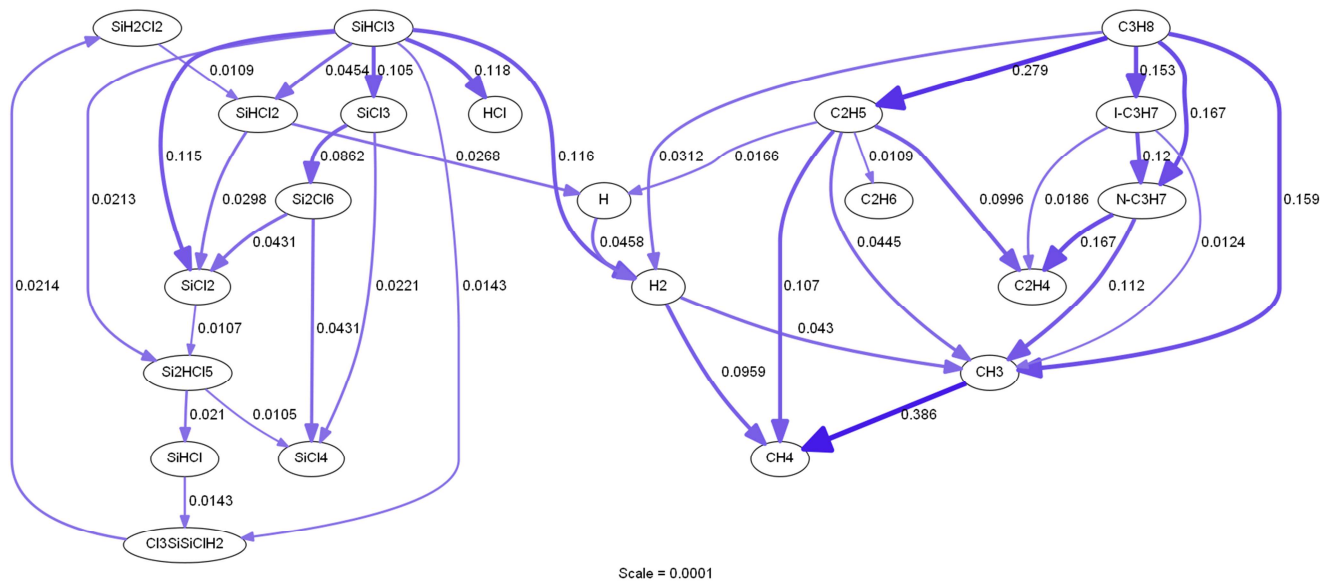 SiH2Cl2
SiHCl3
C3H8
0.0109
0.0454
0.105
0.118
0.279
0.153
0.167
SiHCl2
SiCl3
HCl
C2H5
I-C3H7
0.115
0.0862
0.0268
0.116
0.0312
0.0166
0.0109
0.12
0.0213
0.0298
Si2Cl6
H
C2H6
0.0996
0.0186
N-C3H7
0.159
0.0431
0.0458
0.0445
0.167
0.0124
0.0214
SiCl2
0.0221
0.0143
H2
0.107
C2H4
0.112
0.0107
0.0431
0.043
Si2HCl5
0.0959
CH3
0.021
0.0105
0.386
SiHCl
SiCl4
CH4
0.0143
Cl3SiSiClH2
Scale = 0.0001